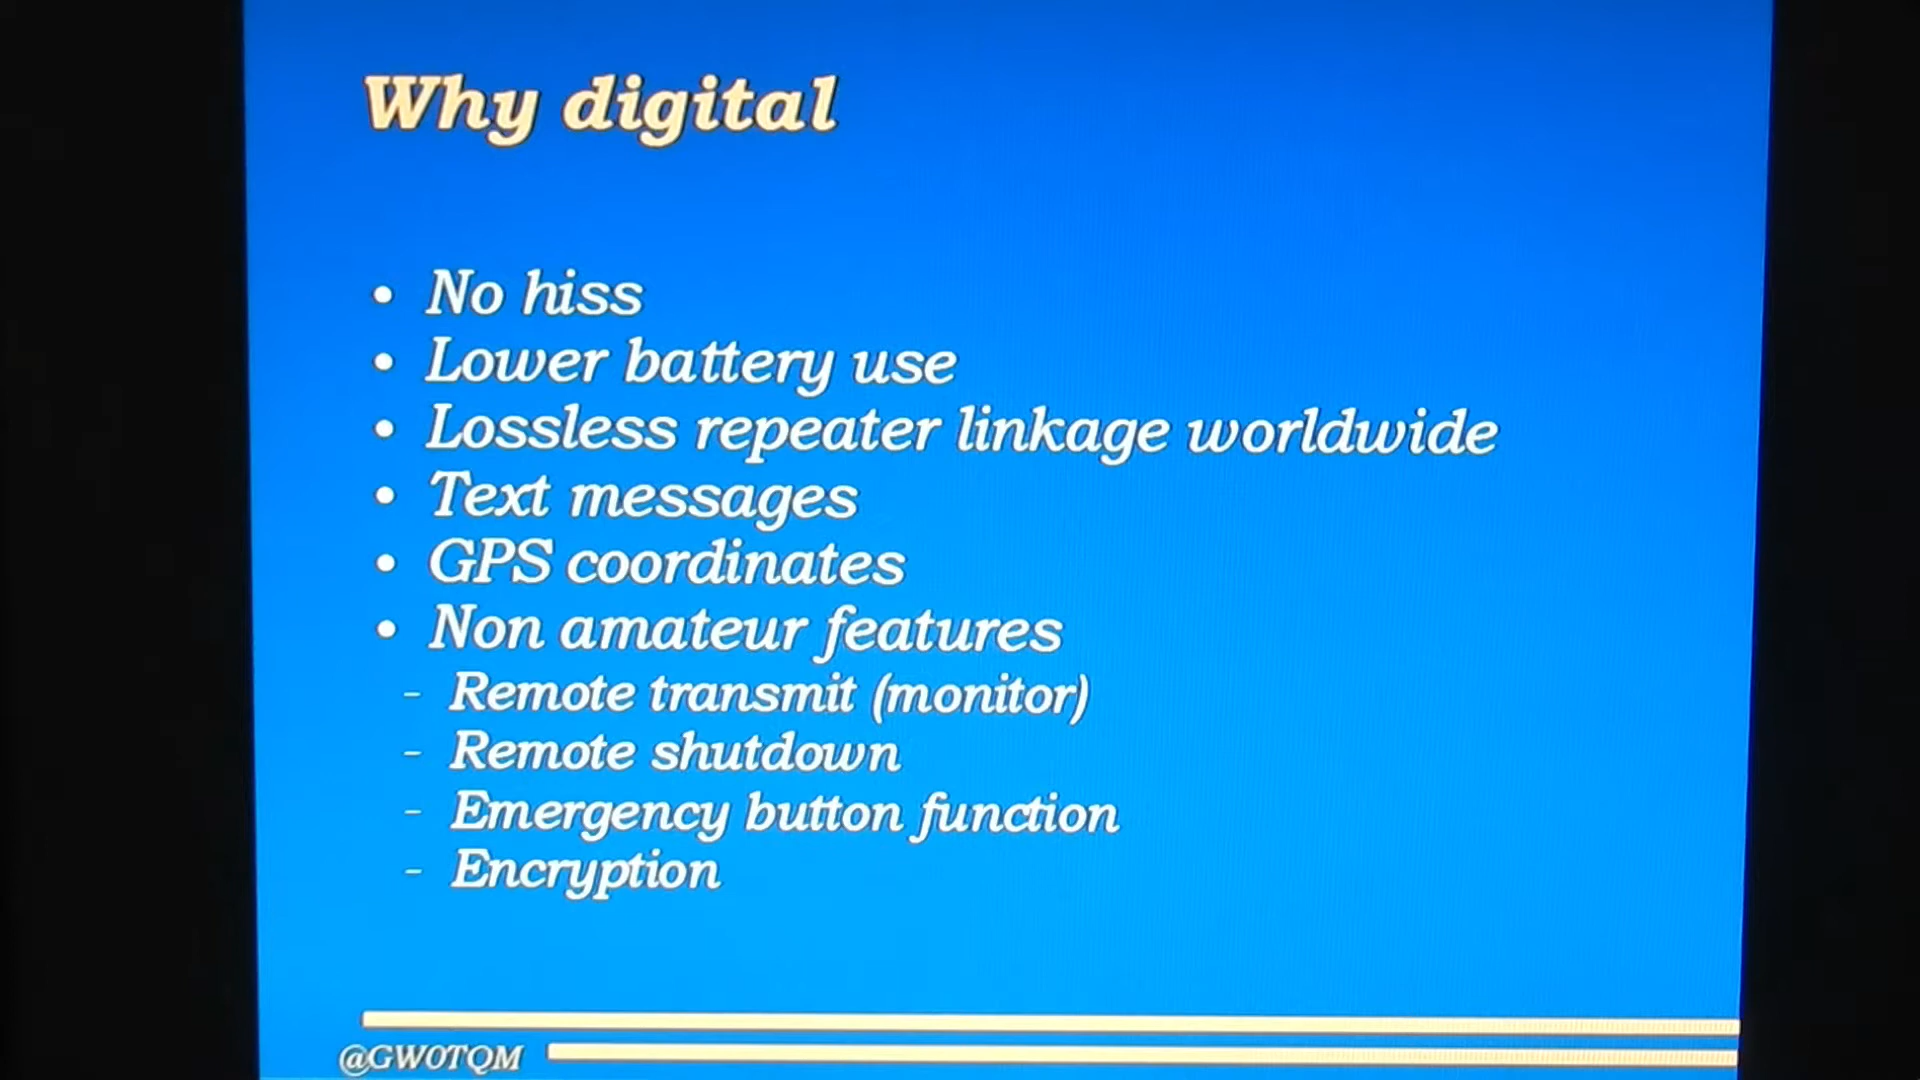 Why digital
• No hiss
• Lower battery use
• Lossless repeater linkage worldwide
• Text messages
• GPS coordinates
• Non amateur features
- Remote transmit (monitor)
- Remote shutdown
- Emergency button function
- Encryption
@GW0TQM